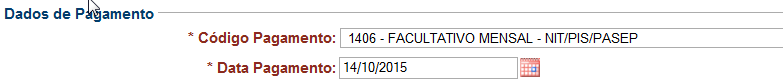 Dados de Pagamento
* Código Pagamento: 1406 - FACULTATIVO MENSAL - NIT/PIS/PASEP
* Data Pagamento: 14/10/2015